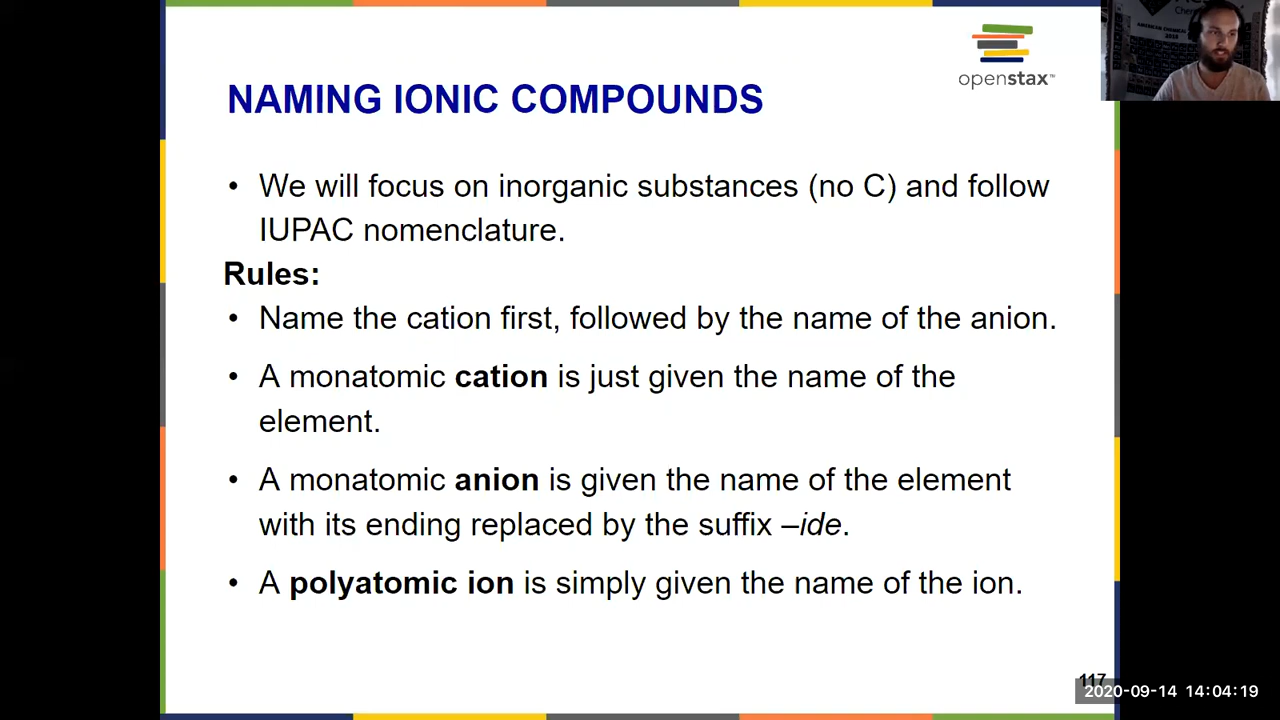 openstax™
NAMING IONIC COMPOUNDS
• We will focus on inorganic substances (no C) and follow
IUPAC nomenclature.
Rules:
• Name the cation first, followed by the name of the anion.
• A monatomic cation is just given the name of the
element.
• A monatomic anion is given the name of the element
with its ending replaced by the suffix –ide.
• A polyatomic ion is simply given the name of the ion.
117
2020-09-14 14:04:19